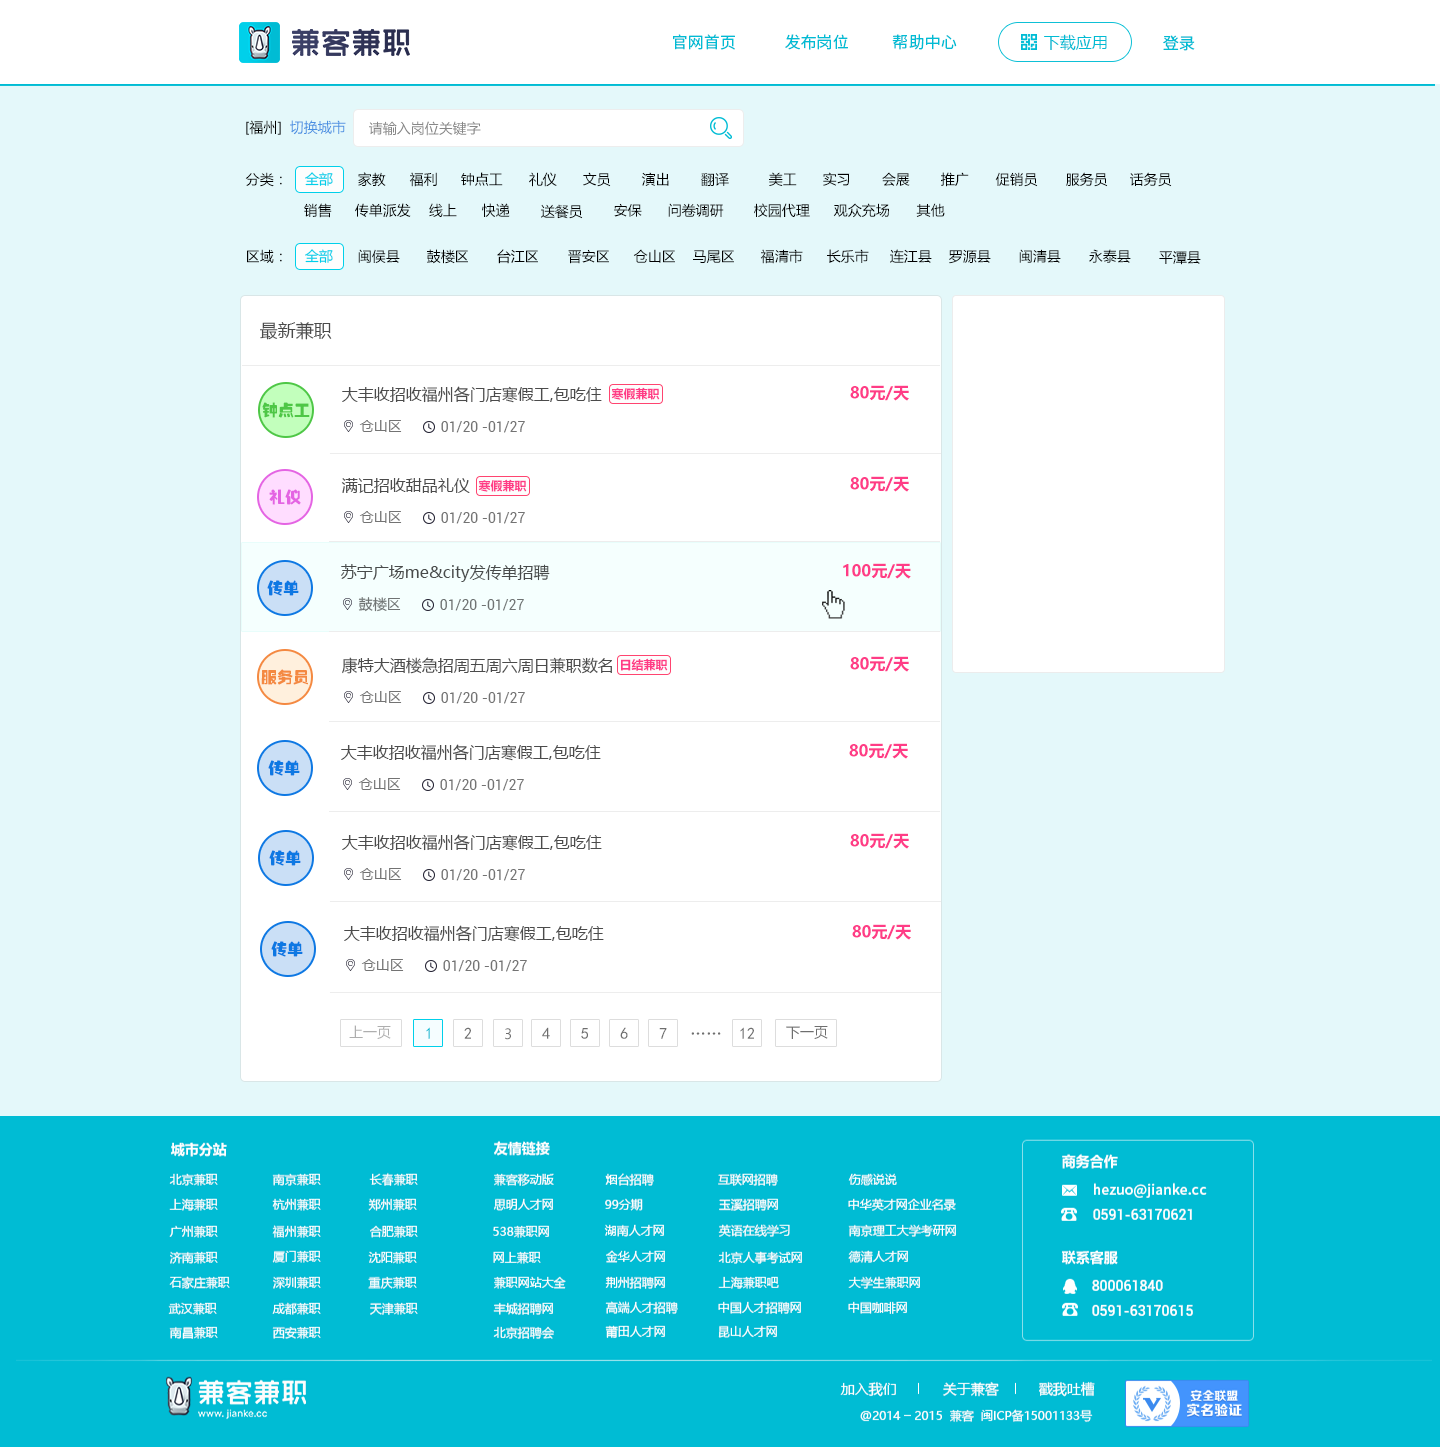 兼客兼职 官网首页 发布岗位 帮助中心 下载应用 登录
[福州] 切换城市 请输入岗位关键字
分类： 全部 家教 福利 钟点工 礼仪 文员 演出 翻译 美工 实习 会展 推广 促销员 服务员 话务员
销售 传单派发 线上 快递 送餐员 安保 问卷调研 校园代理 观众充场 其他
区域： 全部 闽侯县 鼓楼区 台江区 晋安区 仓山区 马尾区 福清市 长乐市 连江县 罗源县 闽清县 永泰县 平潭县
最新兼职
钟点工
大丰收招收福州各门店寒假工,包吃住 寒假兼职 80元/天
仓山区 01/20 -01/27
礼仪
满记招收甜品礼仪 寒假兼职 80元/天
仓山区 01/20 -01/27
传单
苏宁广场me&city发传单招聘 100元/天
鼓楼区 01/20 -01/27
服务员
康特大酒楼急招周五周六周日兼职数名 日结兼职 80元/天
仓山区 01/20 -01/27
传单
大丰收招收福州各门店寒假工,包吃住 80元/天
仓山区 01/20 -01/27
传单
大丰收招收福州各门店寒假工,包吃住 80元/天
仓山区 01/20 -01/27
传单
大丰收招收福州各门店寒假工,包吃住 80元/天
仓山区 01/20 -01/27
上一页 1 2 3 4 5 6 7 …… 12 下一页
城市分站
北京兼职 南京兼职 长春兼职
上海兼职 杭州兼职 郑州兼职
广州兼职 福州兼职 合肥兼职
济南兼职 厦门兼职 沈阳兼职
石家庄兼职 深圳兼职 重庆兼职
武汉兼职 成都兼职 天津兼职
南昌兼职 西安兼职
友情链接
兼客移动版 烟台招聘 互联网招聘 伤感说说
思明人才网 99分期 玉溪招聘网 中华英才网企业名录
538兼职网 湖南人才网 英语在线学习 南京理工大学考研网
网上兼职 金华人才网 北京人事考试网 德清人才网
兼职网站大全 荆州招聘网 上海兼职吧 大学生兼职网
丰城招聘网 高端人才招聘 中国人才招聘网 中国咖啡网
北京招聘会 莆田人才网 昆山人才网
商务合作
hezuo@jianke.cc
0591-63170621
联系客服
800061840
0591-63170615
兼客兼职
www.jianke.cc
加入我们 | 关于兼客 | 戳我吐槽
@2014 – 2015 兼客 闽ICP备15001133号
安全联盟
实名验证